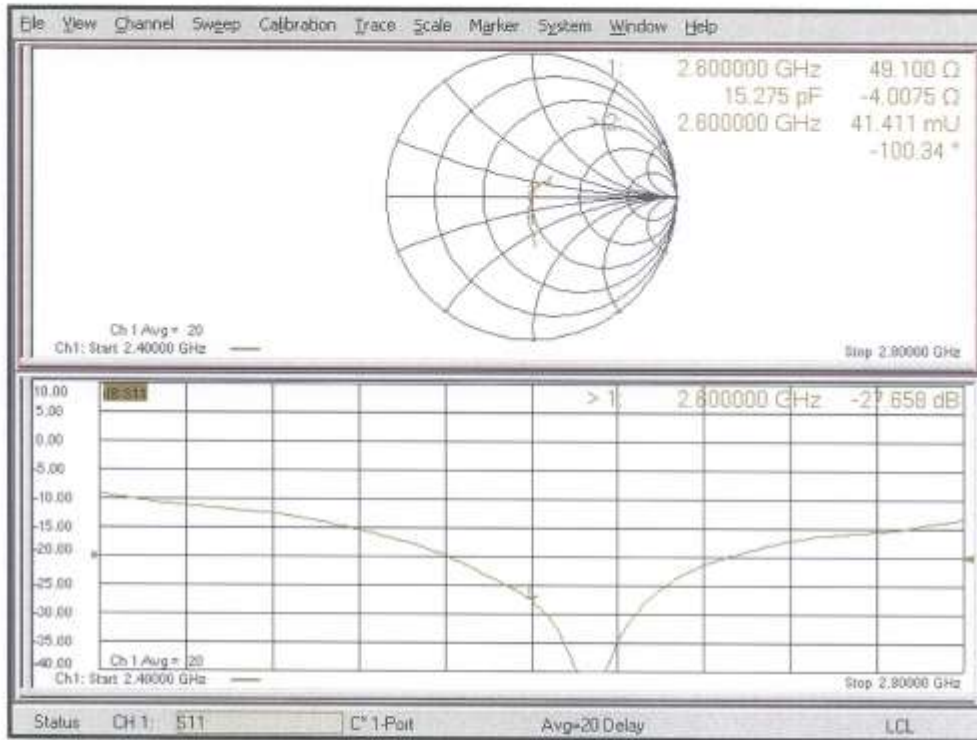 File View Channel Sweep Calibration Trace Scale Marker System Window Help
1: 2.600000 GHz 49.100 Ω
15.275 pF -4.0075 Ω
>2: 2.600000 GHz 41.411 mU
-100.34 °
Ch 1 Avg = 20
Ch1: Start 2.40000 GHz
Stop 2.80000 GHz
10.00
dB S11
> 1: 2.600000 GHz -27.658 dB
5.00
0.00
-5.00
-10.00
-15.00
-20.00
-25.00
-30.00
-35.00
-40.00
Ch 1 Avg = 20
Ch1: Start 2.40000 GHz
Stop 2.80000 GHz
Status CH 1: S11 C* 1-Port Avg=20 Delay LCL